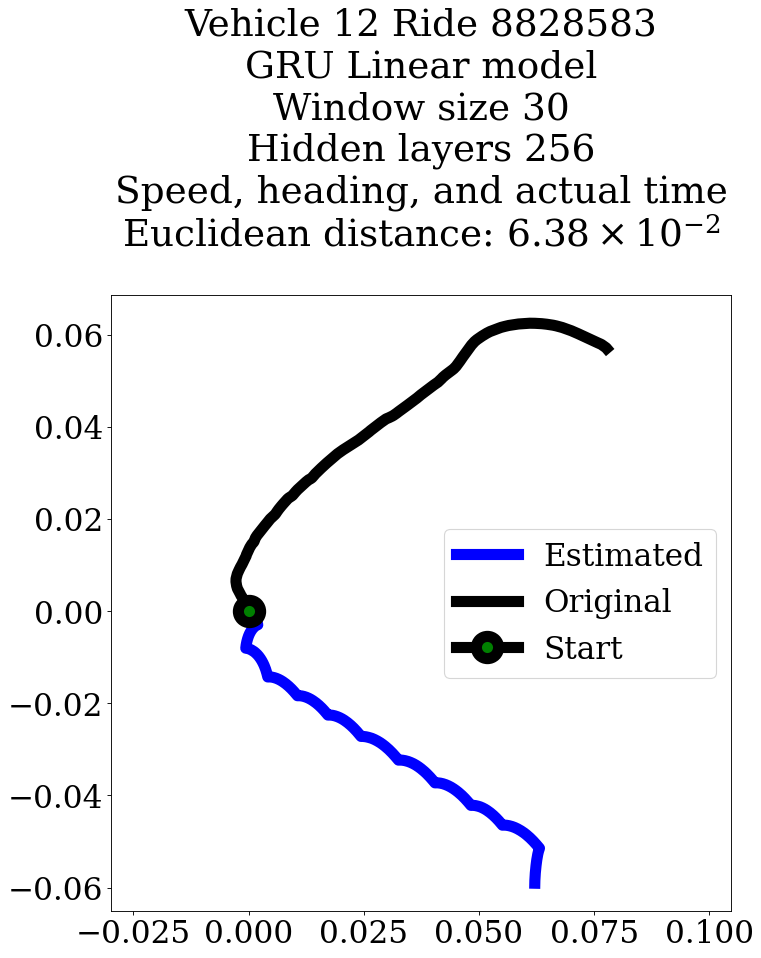 Vehicle 12 Ride 8828583
GRU Linear model
Window size 30
Hidden layers 256
Speed, heading, and actual time
Euclidean distance: 6.38 × 10⁻²
0.06
0.04
0.02
0.00
−0.02
−0.04
−0.06
Estimated
Original
Start
−0.025 0.000 0.025 0.050 0.075 0.100